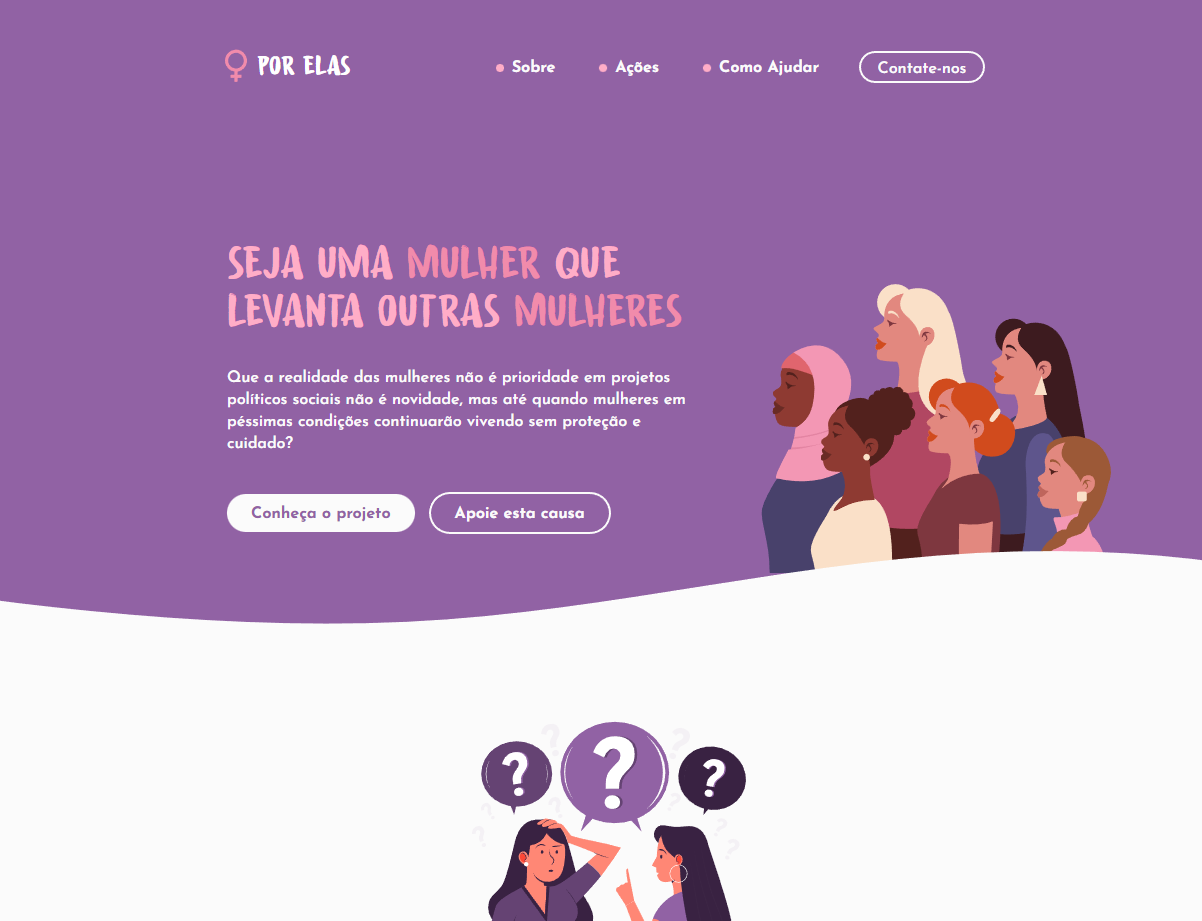 POR ELAS
Sobre
Ações
Como Ajudar
Contate-nos
SEJA UMA MULHER QUE
LEVANTA OUTRAS MULHERES
Que a realidade das mulheres não é prioridade em projetos
políticos sociais não é novidade, mas até quando mulheres em
péssimas condições continuarão vivendo sem proteção e
cuidado?
Conheça o projeto
Apoie esta causa
? ? ?